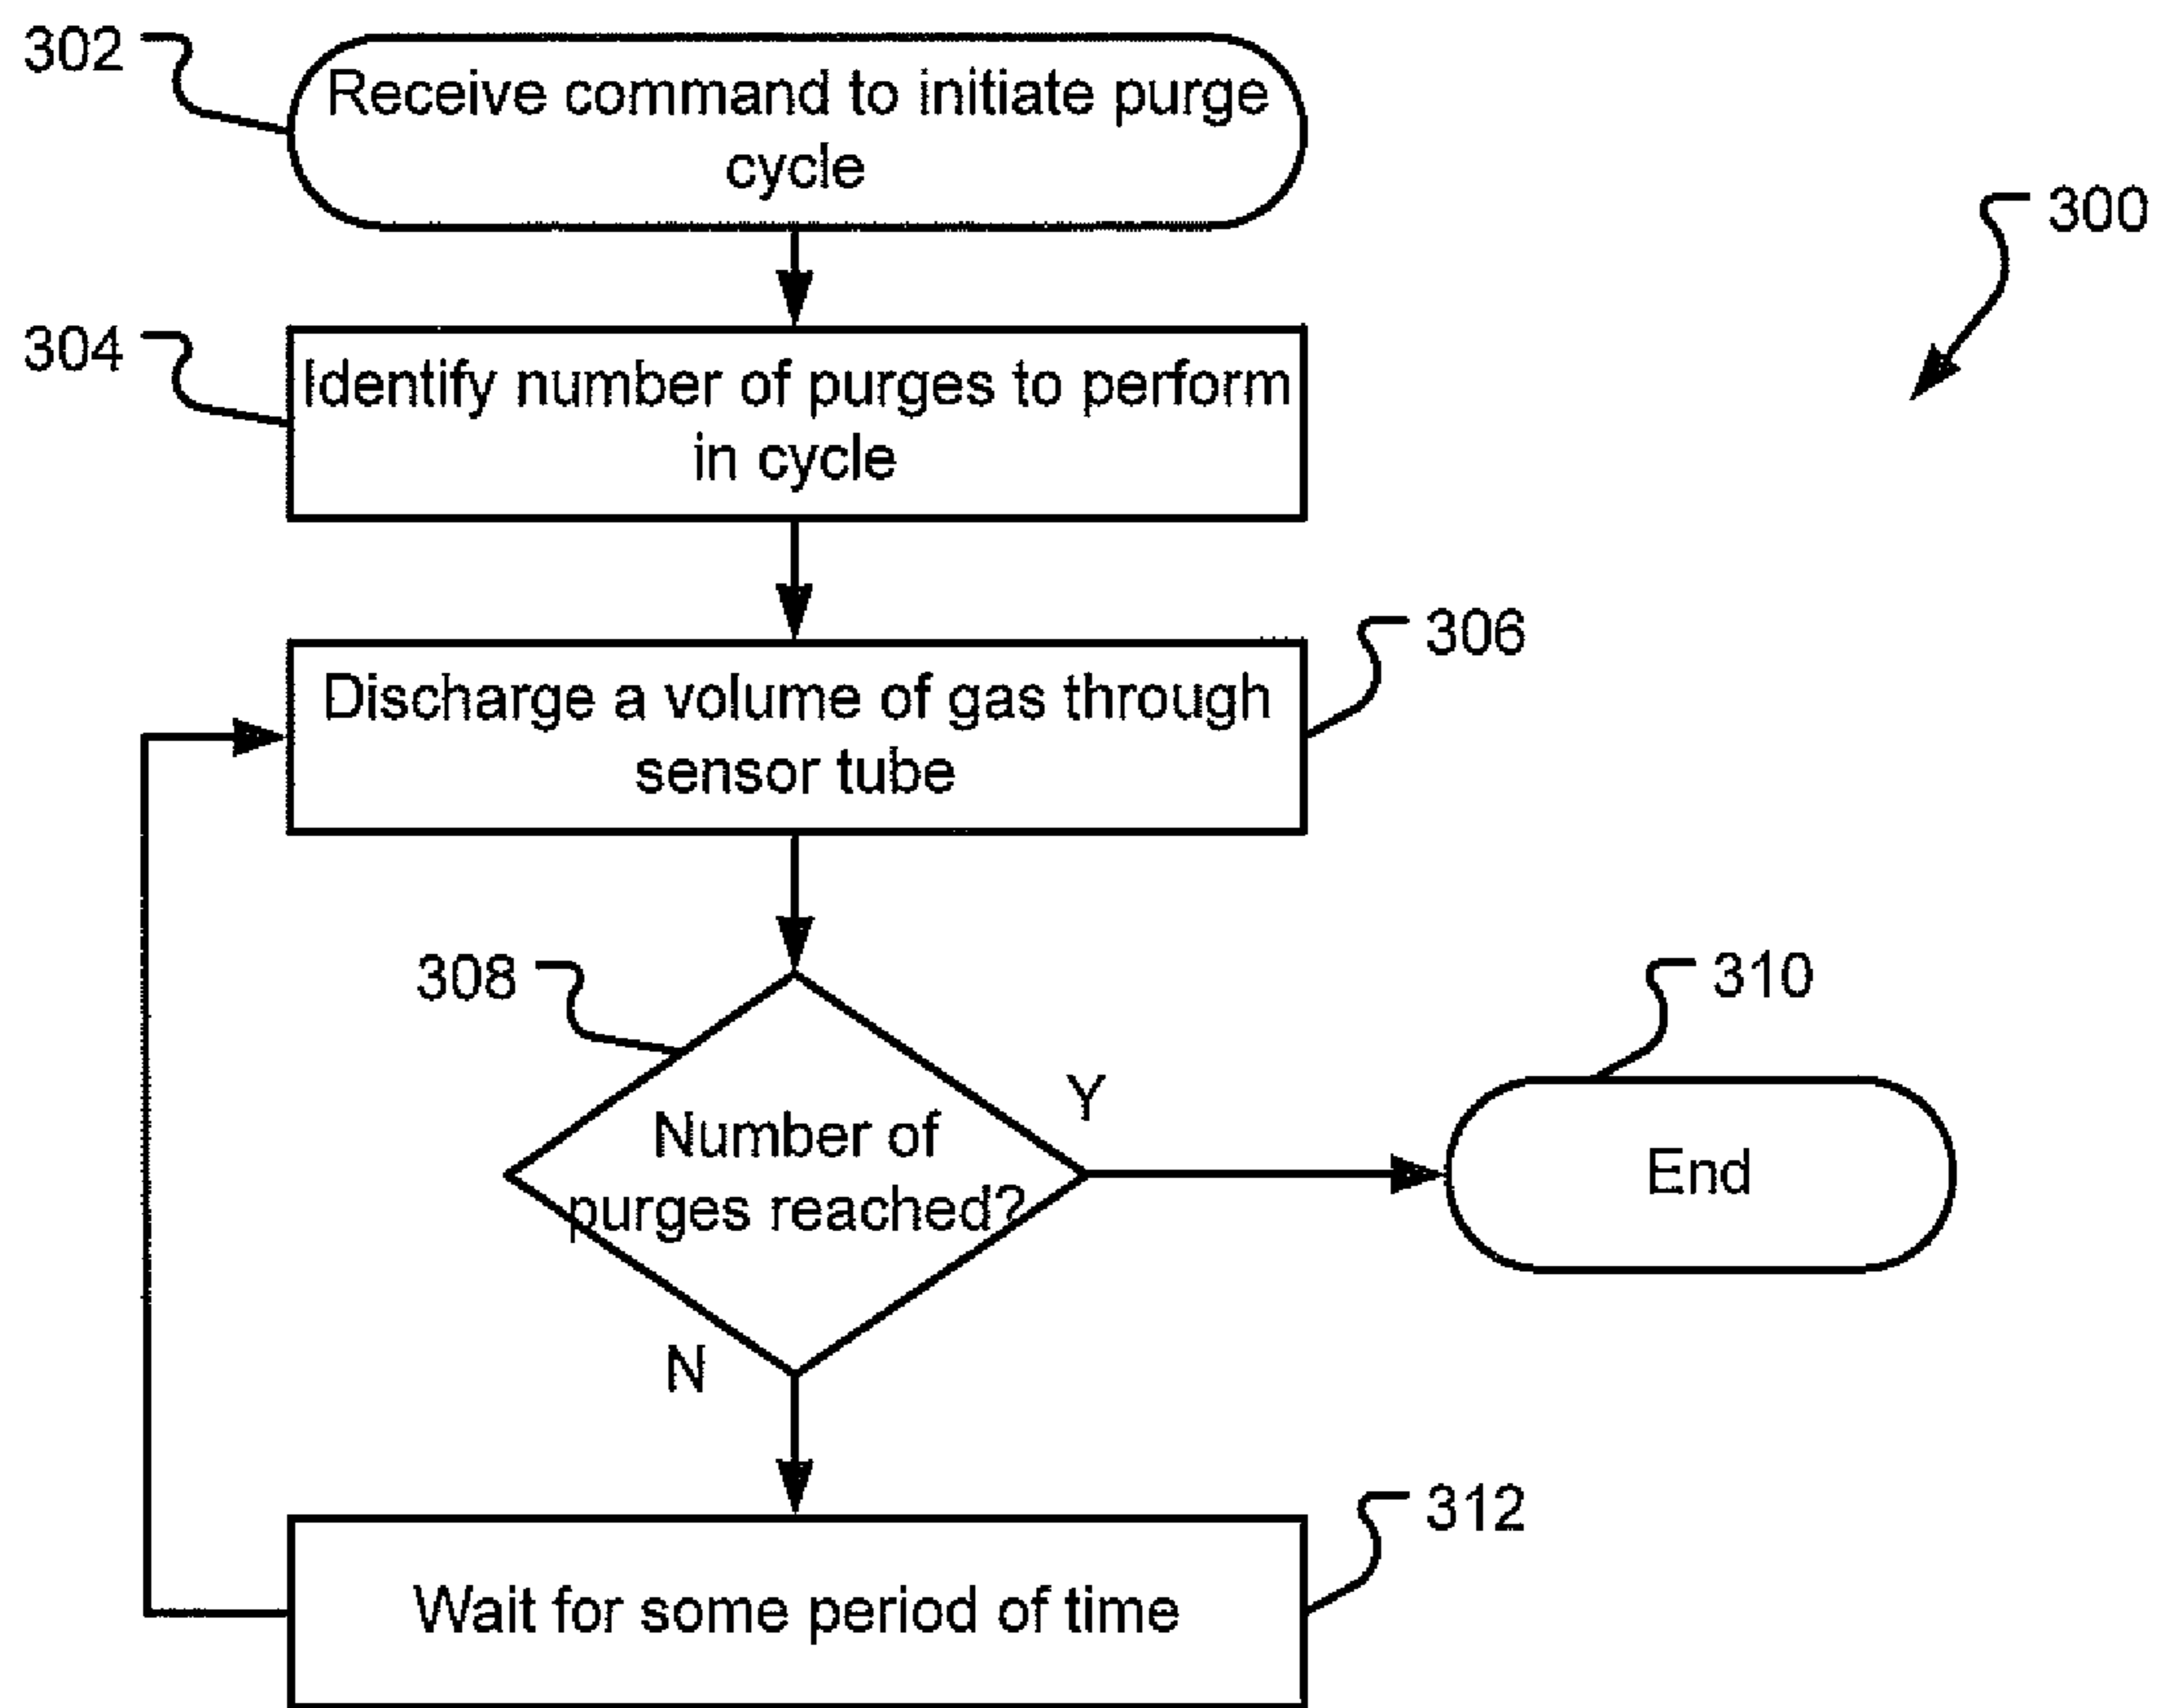 302
Receive command to initiate purge
cycle
300
304
Identify number of purges to perform
in cycle
306
Discharge a volume of gas through
sensor tube
308
Number of
purges reached?
Y
310
End
N
312
Wait for some period of time